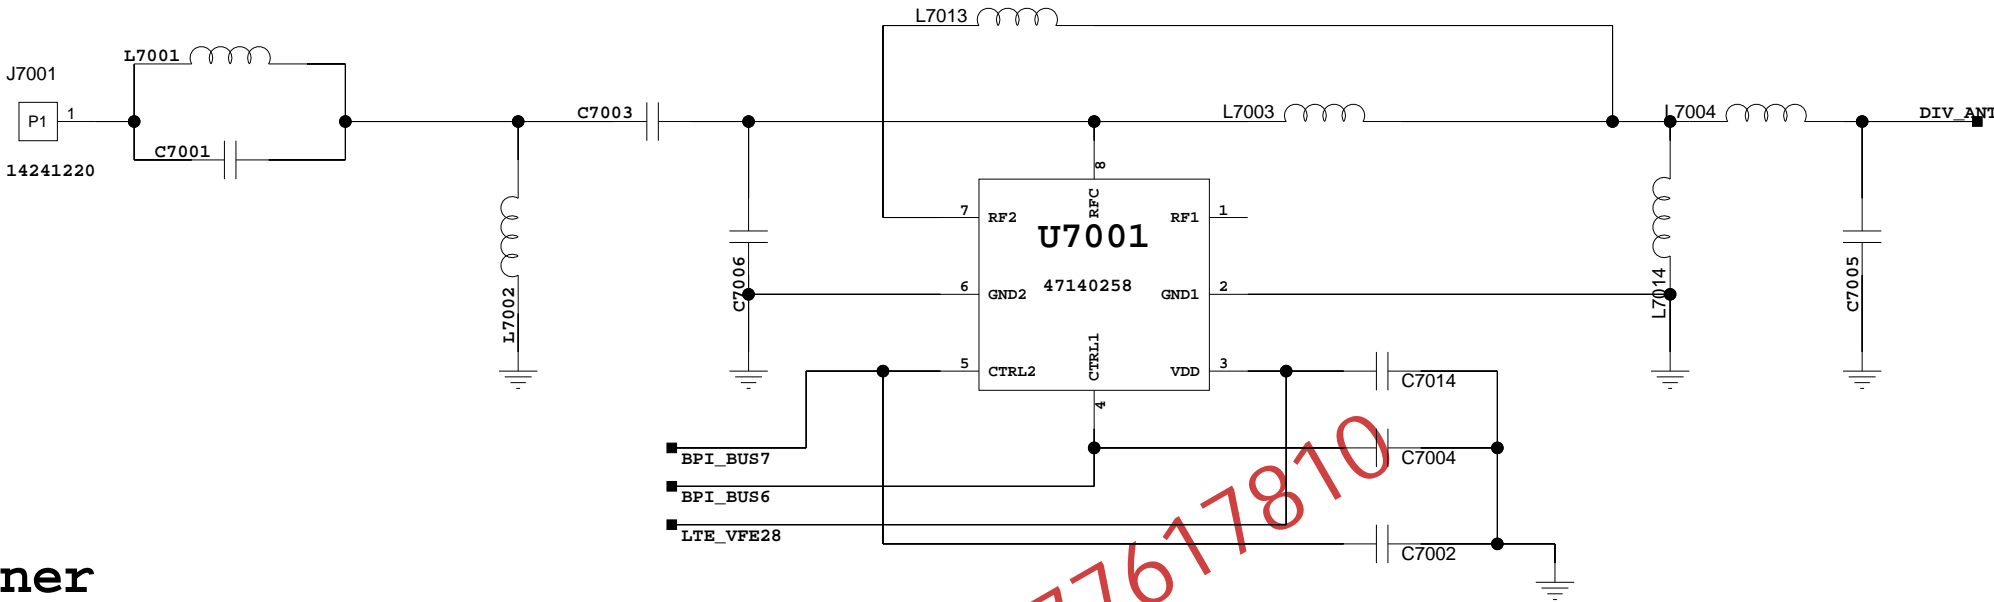 L7013
L7001
J7001
P1
1
C7003
L7003
L7004
DIV_ANT
C7001
14241220
8
7
RF2
RFC
RF1
1
U7001
47140258
6
GND2
GND1
2
C7006
L7002
L7014
C7005
5
CTRL2
CTRL1
VDD
3
C7014
4
BPI_BUS7
C7004
BPI_BUS6
LTE_VFE28
C7002
ner
77617810